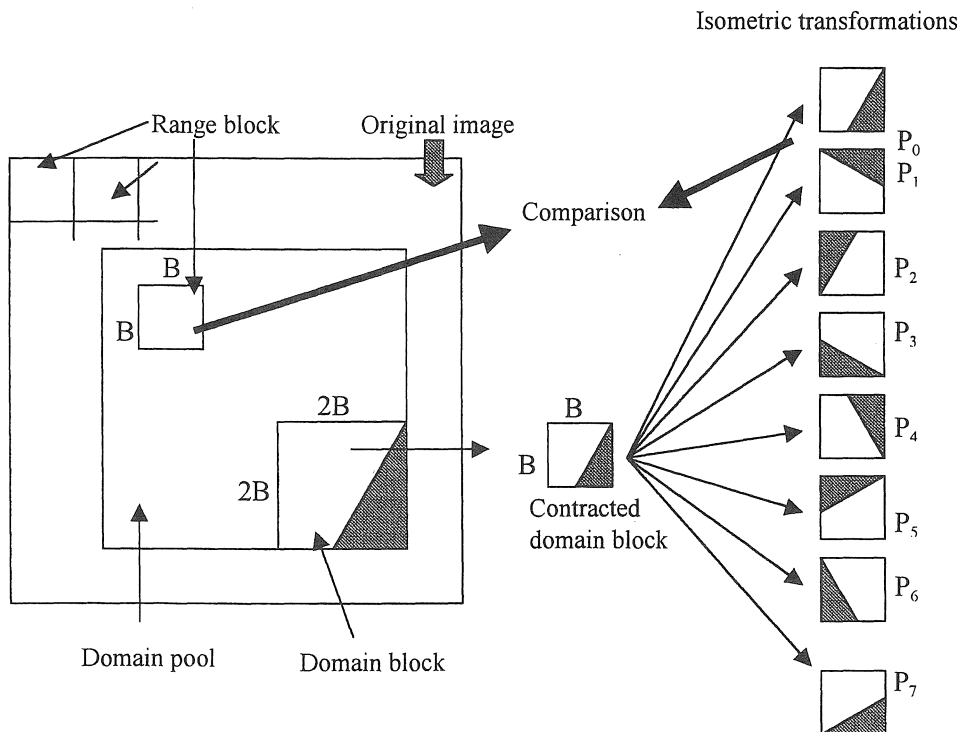 Isometric transformations
Range block
Original image
P₀
P₁
Comparison
B
P₂
B
P₃
2B
B
P₄
B
2B
Contracted
domain block
P₅
P₆
Domain pool
Domain block
P₇